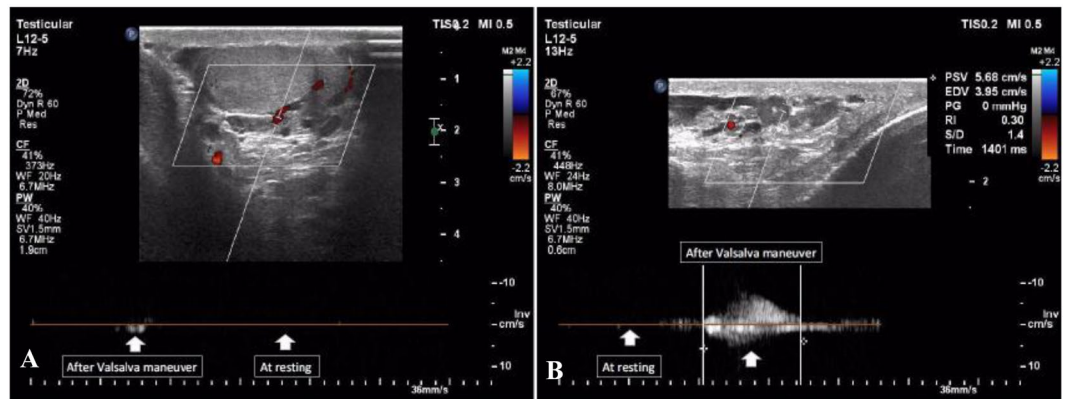 Testicular
L12-5
7Hz
TIS0.2 MI 0.5
2D
72%
Dyn R 60
P Med
Res
CF
41%
373Hz
WF 20Hz
6.7MHz
PW
40%
WF 40Hz
SV1.5mm
6.7MHz
1.9cm
P
M2 M4
+2.2
-2.2
cm/s
1
x
2
3
4
--10
Inv
cm/s
10
36mm/s
After Valsalva maneuver
At resting
A
Testicular
L12-5
13Hz
TIS0.2 MI 0.5
2D
67%
Dyn R 60
P Med
Res
CF
41%
448Hz
WF 24Hz
8.0MHz
PW
40%
WF 40Hz
SV1.5mm
6.7MHz
0.6cm
P
M2 M4
+2.2
-2.2
cm/s
PSV 5.68 cm/s
EDV 3.95 cm/s
PG 0 mmHg
RI 0.30
S/D 1.4
Time 1401 ms
2
After Valsalva maneuver
--10
Inv
cm/s
10
At resting
36mm/s
B